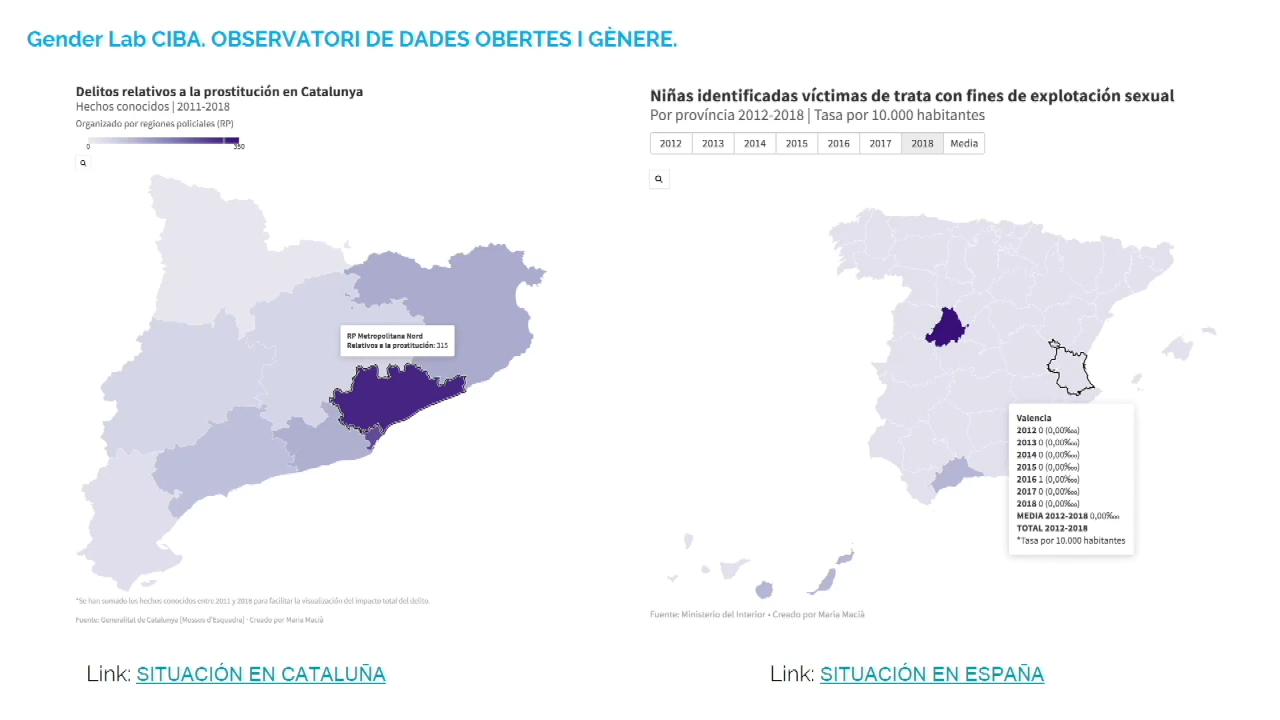 Gender Lab CIBA. OBSERVATORI DE DADES OBERTES I GÈNERE.
Delitos relativos a la prostitución en Catalunya
Hechos conocidos | 2011-2018
Organizado por regiones policiales (RP)
0 350
RP Metropolitana Nord
Relativos a la prostitución: 315
*Se han sumado los hechos conocidos entre 2011 y 2018 para facilitar la visualización del impacto total del delito.
Fuente: Generalitat de Catalunya [Mossos d'Esquadra] · Creado por Maria Macià
Link: SITUACIÓN EN CATALUÑA
Niñas identificadas víctimas de trata con fines de explotación sexual
Por província 2012-2018 | Tasa por 10.000 habitantes
2012 2013 2014 2015 2016 2017 2018 Media
Valencia
2012 0 (0,00‱)
2013 0 (0,00‱)
2014 0 (0,00‱)
2015 0 (0,00‱)
2016 1 (0,00‱)
2017 0 (0,00‱)
2018 0 (0,00‱)
MEDIA 2012-2018 0,00‱
TOTAL 2012-2018
*Tasa por 10.000 habitantes
Fuente: Ministerio del Interior • Creado por Maria Macià
Link: SITUACIÓN EN ESPAÑA